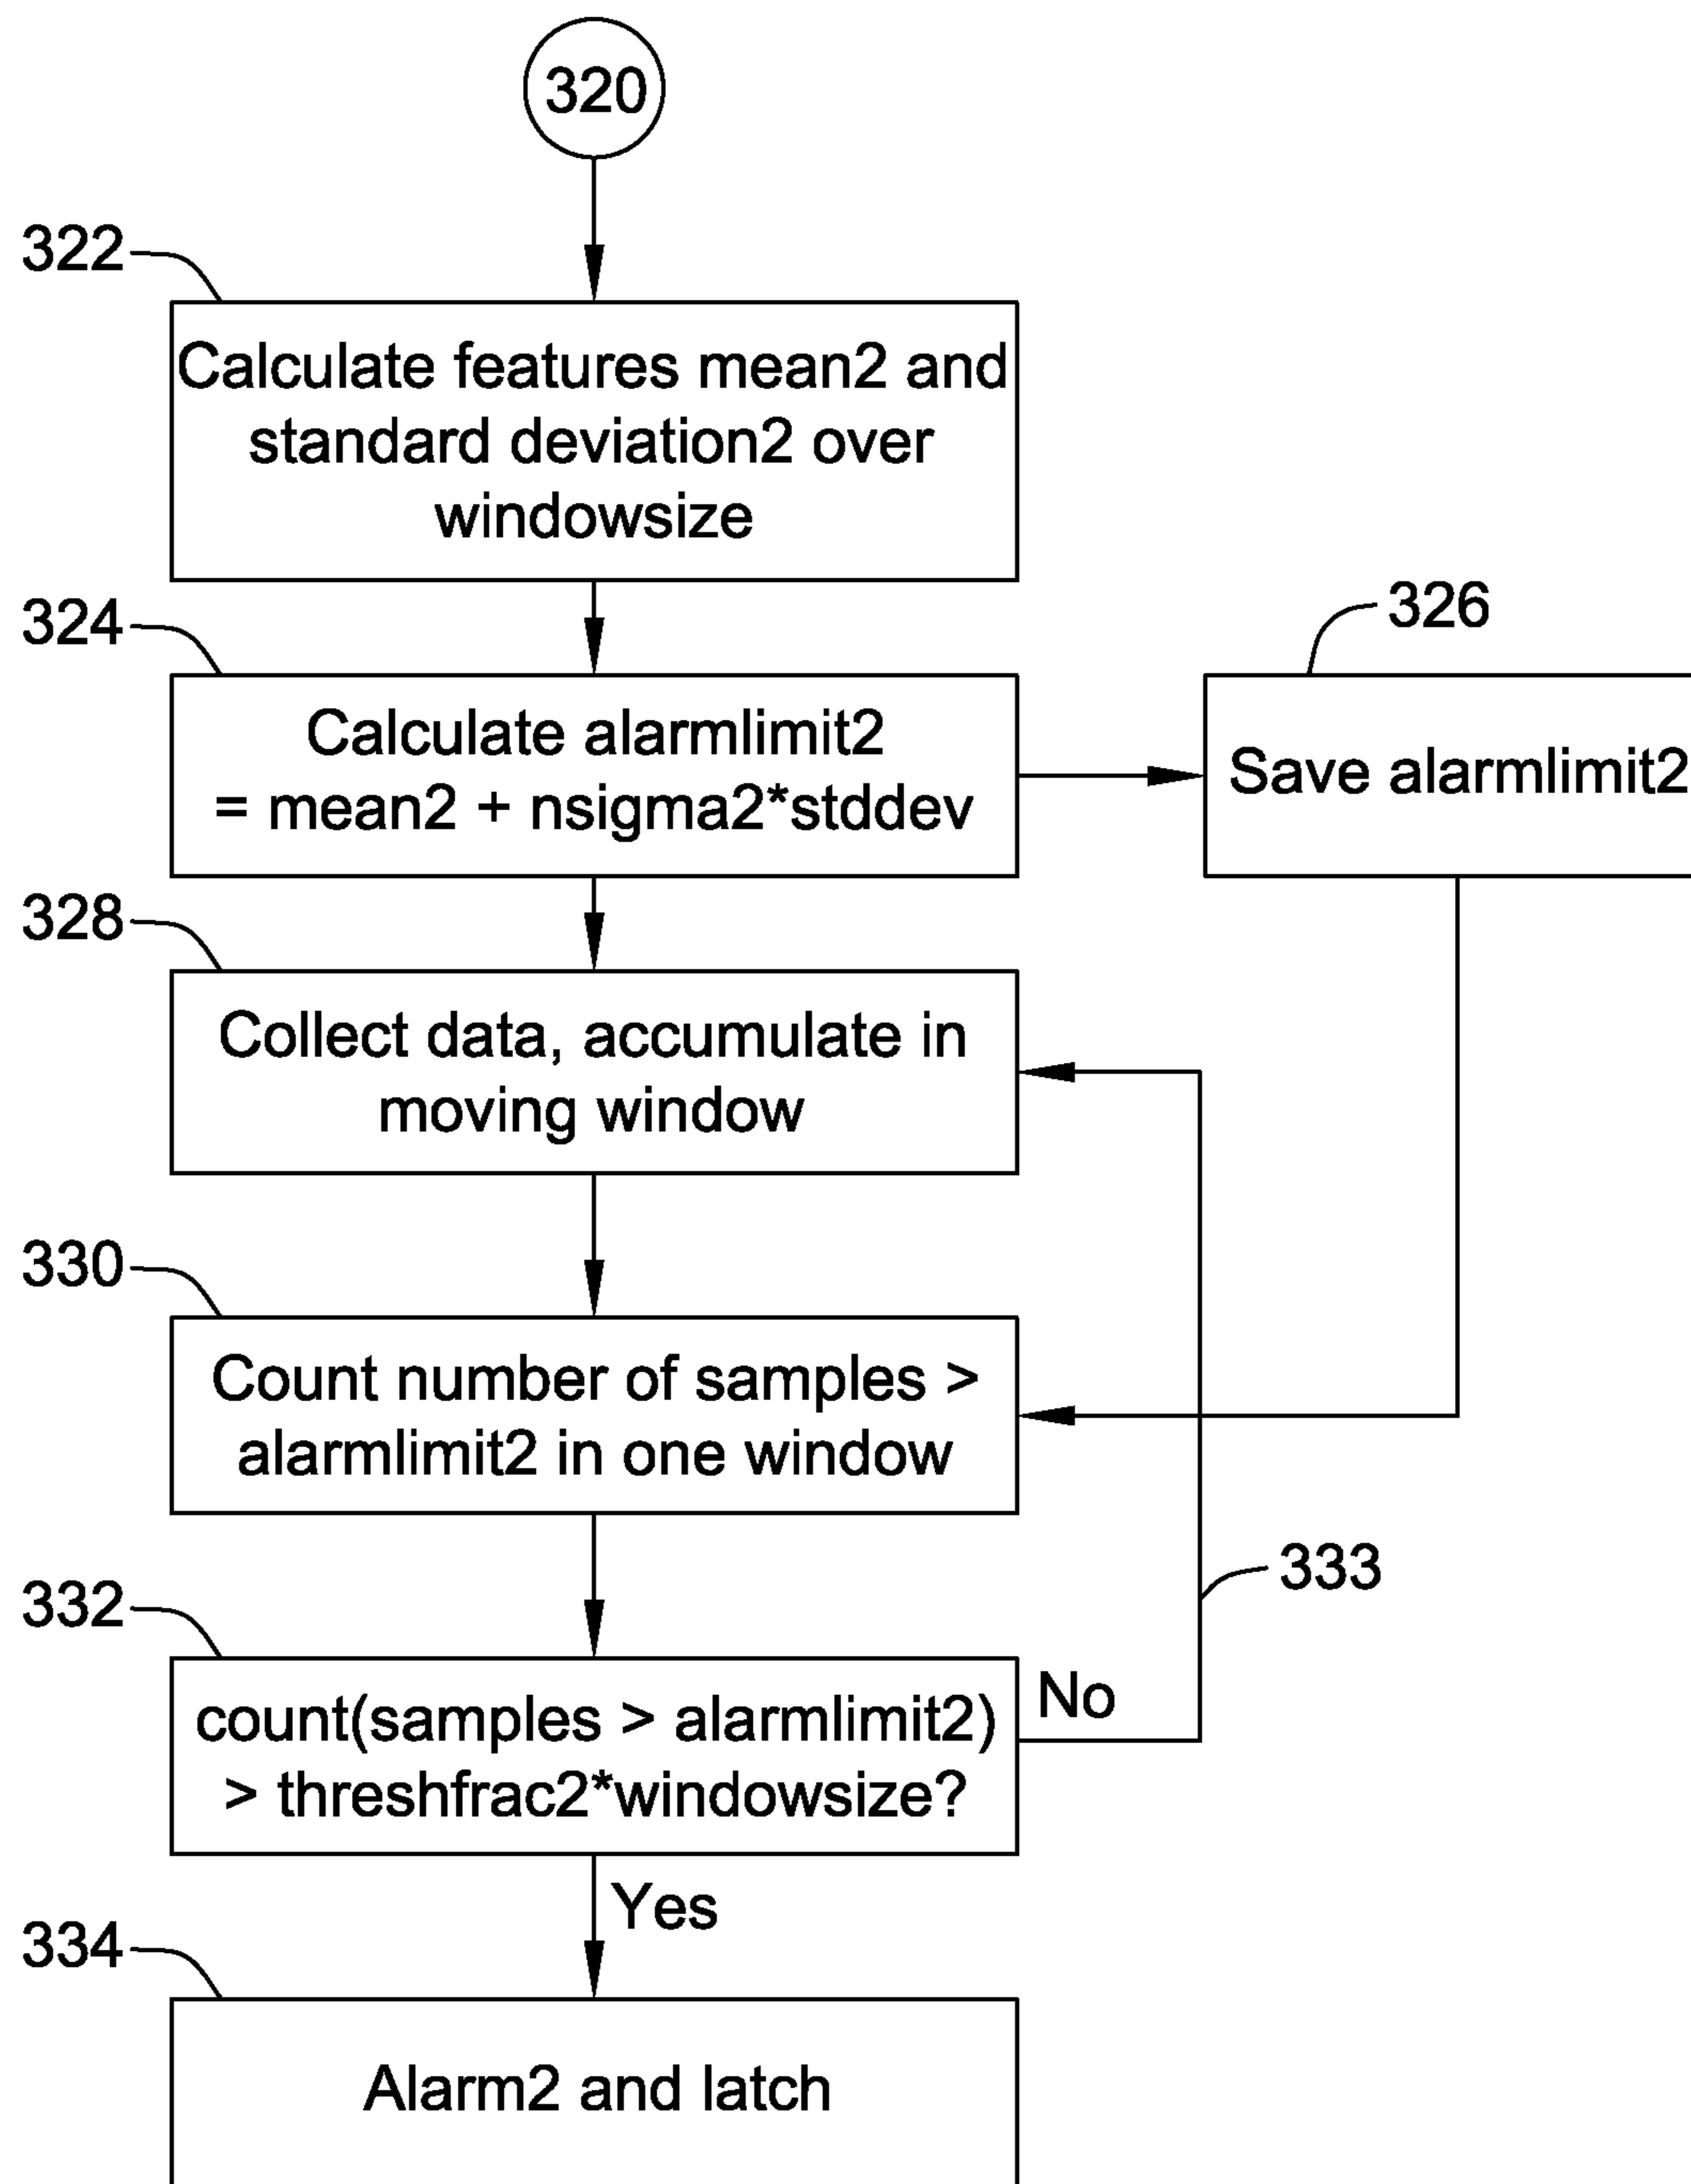 320
322
Calculate features mean2 and
standard deviation2 over
windowsize
324
Calculate alarmlimit2
= mean2 + nsigma2*stddev
326
Save alarmlimit2
328
Collect data, accumulate in
moving window
330
Count number of samples >
alarmlimit2 in one window
332
count(samples > alarmlimit2)
> threshfrac2*windowsize?
No
333
Yes
334
Alarm2 and latch